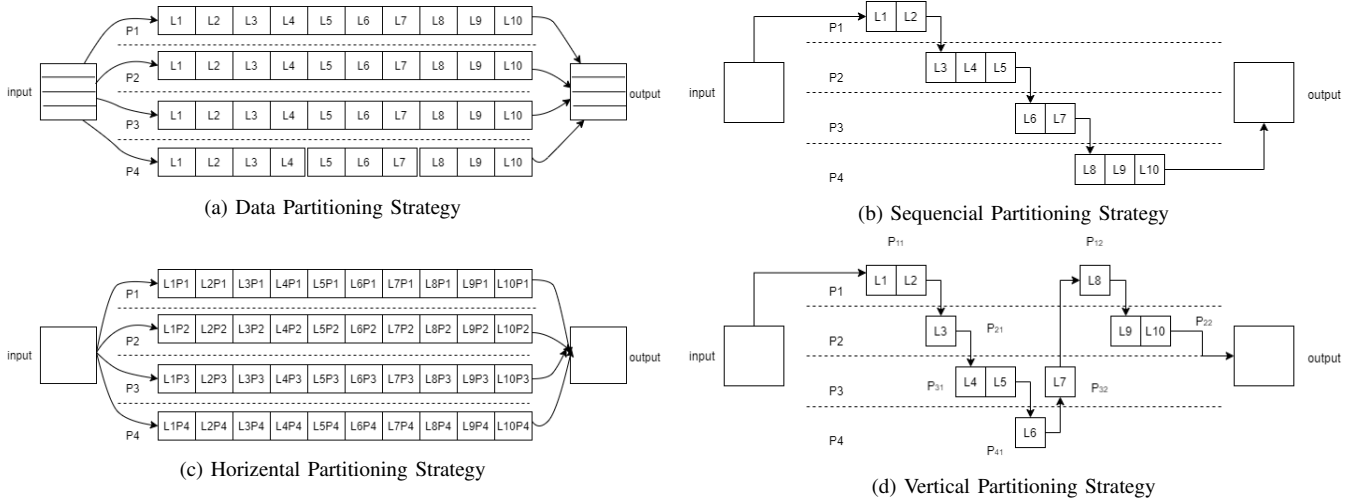 P1 L1 L2 L3 L4 L5 L6 L7 L8 L9 L10
P2 L1 L2 L3 L4 L5 L6 L7 L8 L9 L10
input output
P3 L1 L2 L3 L4 L5 L6 L7 L8 L9 L10
P4 L1 L2 L3 L4 L5 L6 L7 L8 L9 L10
(a) Data Partitioning Strategy
P1 L1 L2
P2 L3 L4 L5
input output
P3 L6 L7
P4 L8 L9 L10
(b) Sequencial Partitioning Strategy
P1 L1P1 L2P1 L3P1 L4P1 L5P1 L6P1 L7P1 L8P1 L9P1 L10P1
P2 L1P2 L2P2 L3P2 L4P2 L5P2 L6P2 L7P2 L8P2 L9P2 L10P2
input output
P3 L1P3 L2P3 L3P3 L4P3 L5P3 L6P3 L7P3 L8P3 L9P3 L10P3
P4 L1P4 L2P4 L3P4 L4P4 L5P4 L6P4 L7P4 L8P4 L9P4 L10P4
(c) Horizental Partitioning Strategy
P11 P12
P1 L1 L2 L8
P2 L3 P21 L9 L10 P22
input output
P3 P31 L4 L5 L7 P32
P4 P41 L6
(d) Vertical Partitioning Strategy